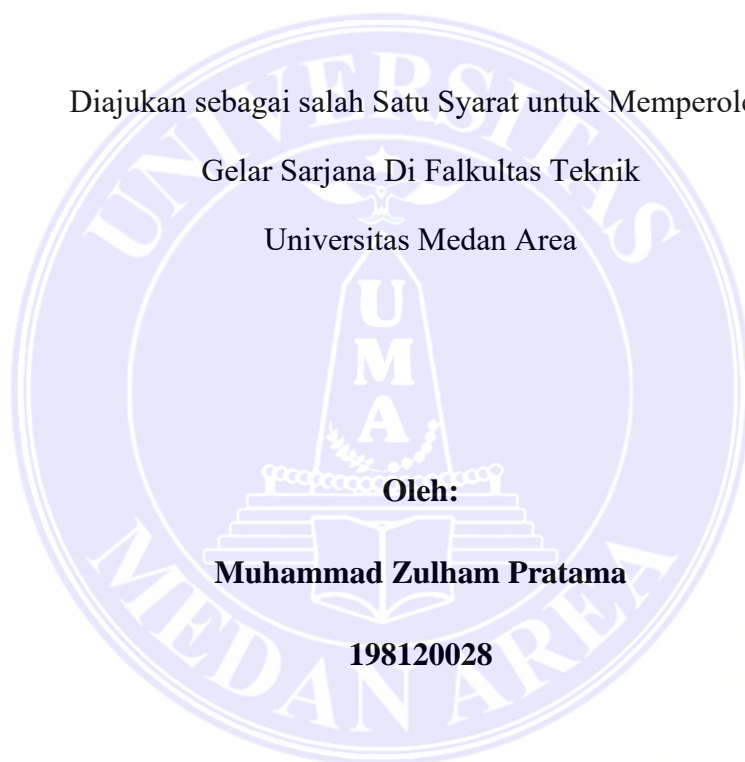 Diajukan sebagai salah Satu Syarat untuk Memperol
Gelar Sarjana Di Falkultas Teknik
Universitas Medan Area
UNIVERSITAS
UMA
Oleh:
Muhammad Zulham Pratama
198120028
MEDAN AREA